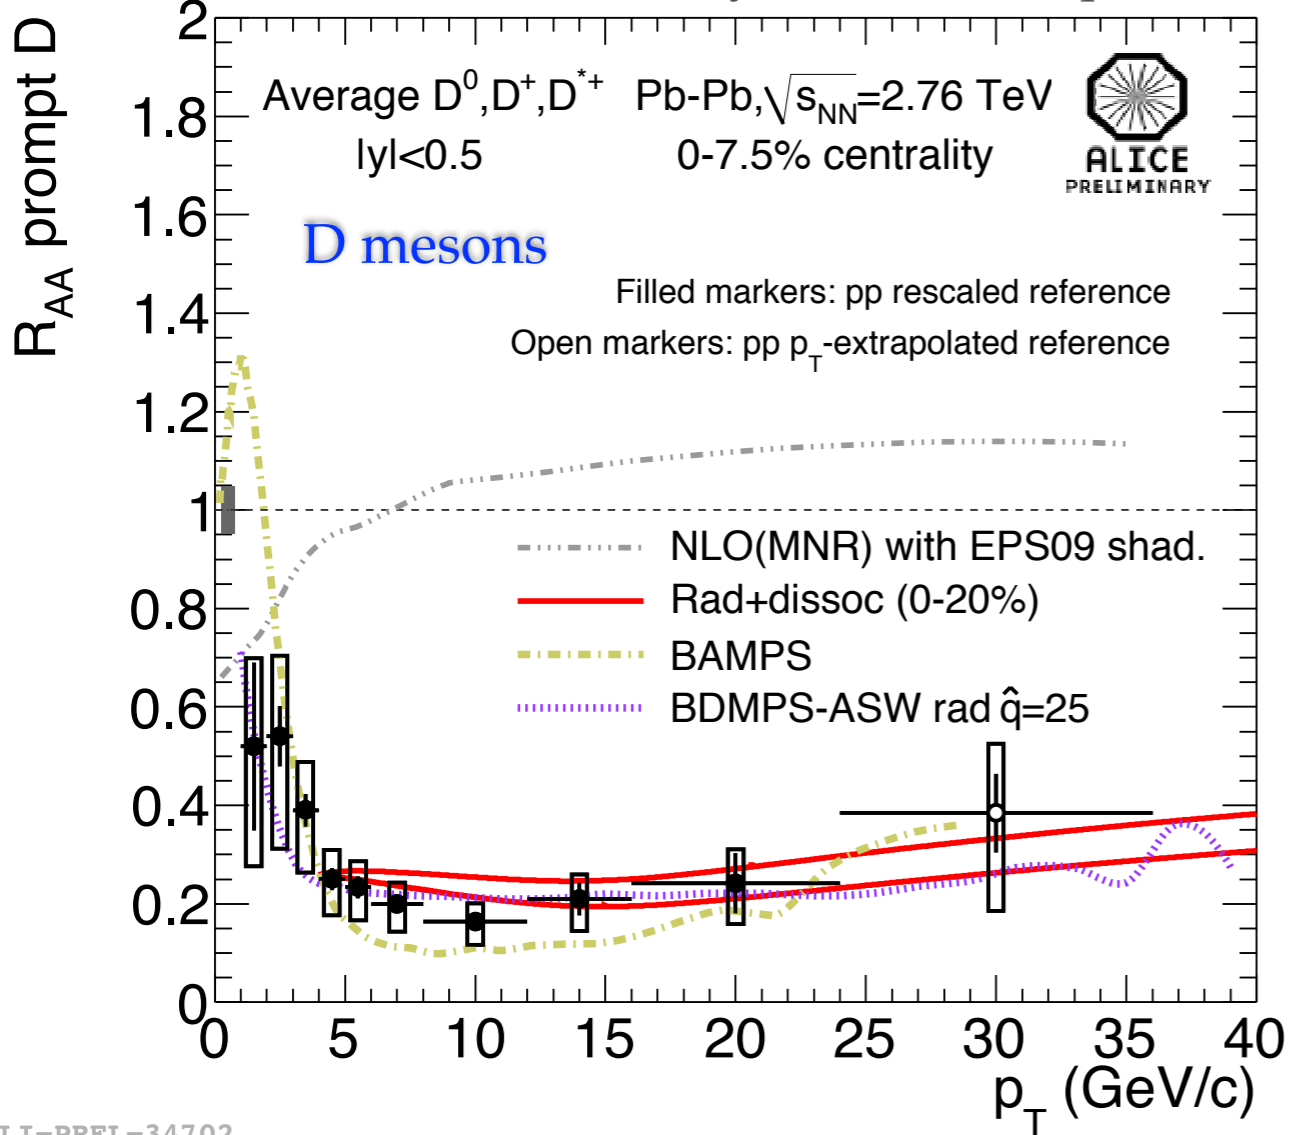 R_AA prompt D
2
1.8
1.6
1.4
1.2
1
0.8
0.6
0.4
0.2
0
Average D^0,D^+,D^*+ Pb-Pb,√s_NN=2.76 TeV
|y|<0.5 0-7.5% centrality
ALICE
PRELIMINARY
D mesons
Filled markers: pp rescaled reference
Open markers: pp p_T-extrapolated reference
NLO(MNR) with EPS09 shad.
Rad+dissoc (0-20%)
BAMPS
BDMPS-ASW rad q̂=25
0 5 10 15 20 25 30 35 40
p_T (GeV/c)